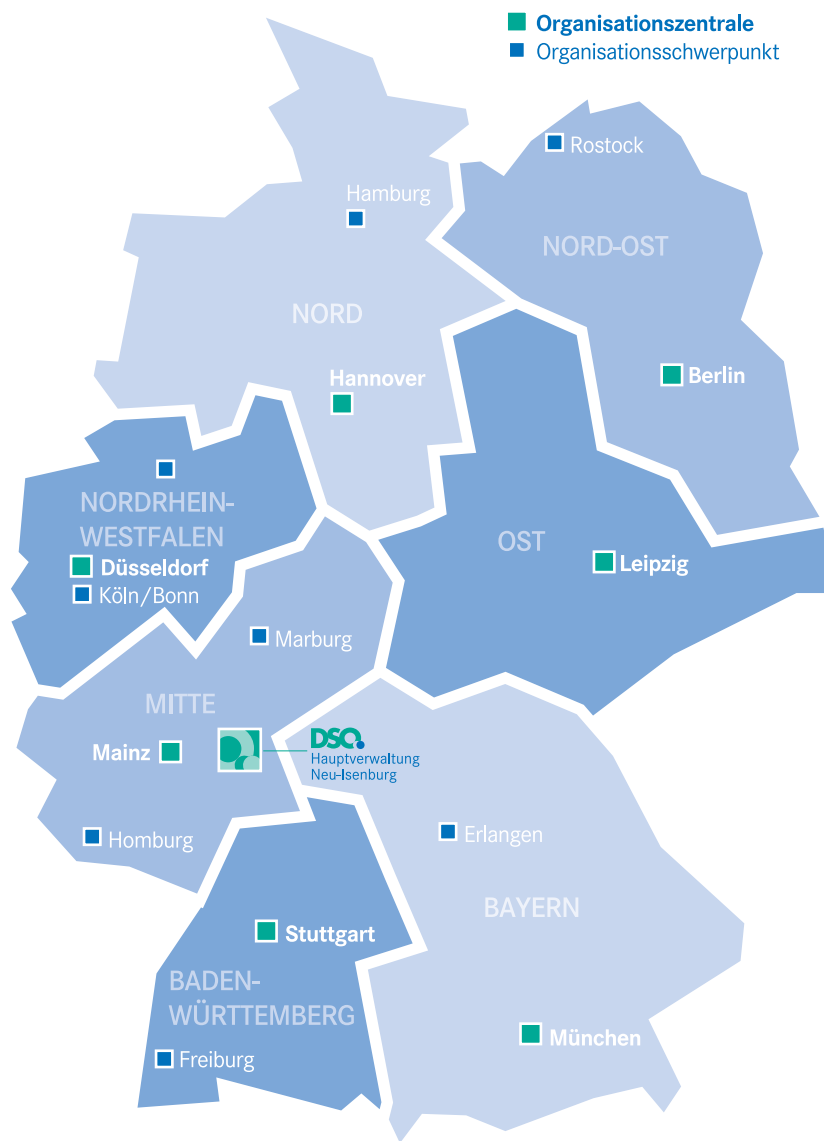 Organisationszentrale
Organisationsschwerpunkt
Rostock
Hamburg
NORD-OST
NORD
Hannover
Berlin
NORDRHEIN-
WESTFALEN
OST
Düsseldorf
Leipzig
Köln/Bonn
Marburg
MITTE
Mainz
DSO
Hauptverwaltung
Neu-Isenburg
Homburg
Erlangen
BAYERN
Stuttgart
BADEN-
WÜRTTEMBERG
München
Freiburg